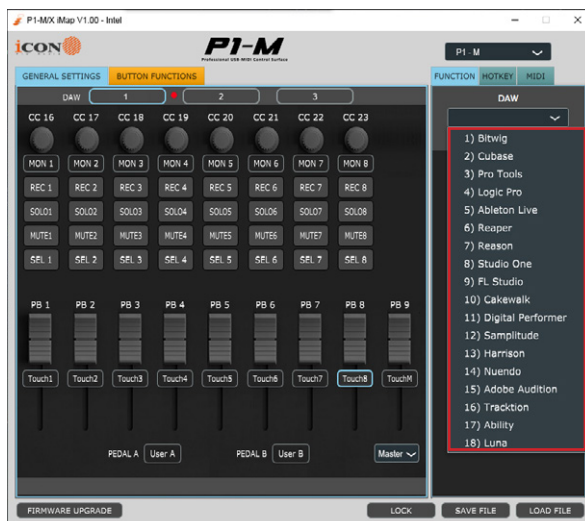 P1-M/X iMap V1.00 - Intel
iCON
P1-M
Professional USB MIDI Control Surface
P1 - M
GENERAL SETTINGS BUTTON FUNCTIONS
FUNCTION HOTKEY MIDI
DAW 1 2 3
DAW
CC 16 CC 17 CC 18 CC 19 CC 20 CC 21 CC 22 CC 23
MON 1 MON 2 MON 3 MON 4 MON 5 MON 6 MON 7 MON 8
REC 1 REC 2 REC 3 REC 4 REC 5 REC 6 REC 7 REC 8
SOLO1 SOLO2 SOLO3 SOLO4 SOLO5 SOLO6 SOLO7 SOLO8
MUTE1 MUTE2 MUTE3 MUTE4 MUTE5 MUTE6 MUTE7 MUTE8
SEL 1 SEL 2 SEL 3 SEL 4 SEL 5 SEL 6 SEL 7 SEL 8
PB 1 PB 2 PB 3 PB 4 PB 5 PB 6 PB 7 PB 8 PB 9
Touch1 Touch2 Touch3 Touch4 Touch5 Touch6 Touch7 Touch8 TouchM
PEDAL A User A PEDAL B User B Master
1) Bitwig
2) Cubase
3) Pro Tools
4) Logic Pro
5) Ableton Live
6) Reaper
7) Reason
8) Studio One
9) FL Studio
10) Cakewalk
11) Digital Performer
12) Samplitude
13) Harrison
14) Nuendo
15) Adobe Audition
16) Tracktion
17) Ability
18) Luna
FIRMWARE UPGRADE LOCK SAVE FILE LOAD FILE